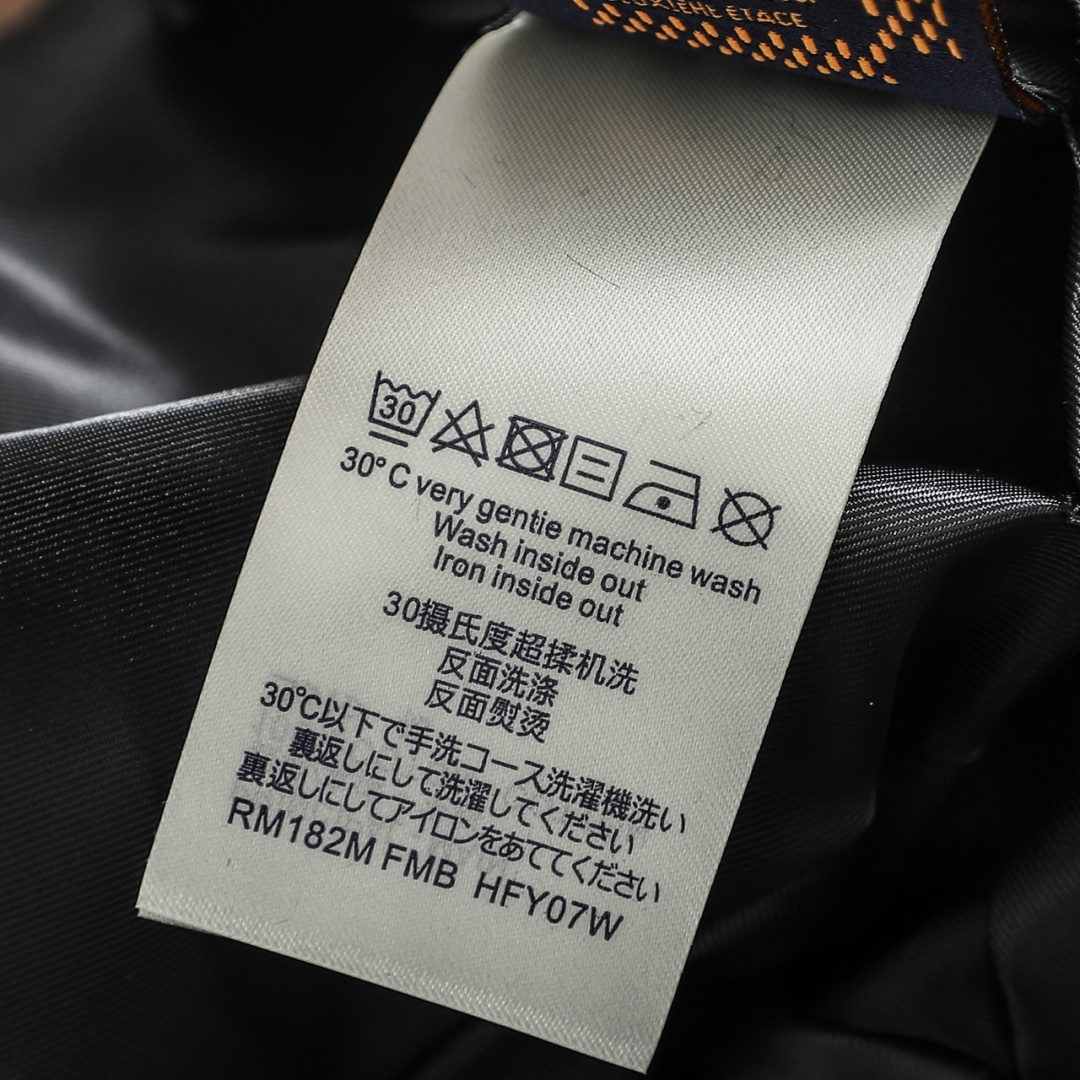 ÉTAGE
30
30°C very gentie machine wash
Wash inside out
Iron inside out
30摄氏度超揉机洗
反面洗涤
反面熨烫
30℃以下で手洗コース洗濯機洗い
裏返しにして洗濯してください
裏返しにしてアイロンをあててください
RM182M FMB HFY07W